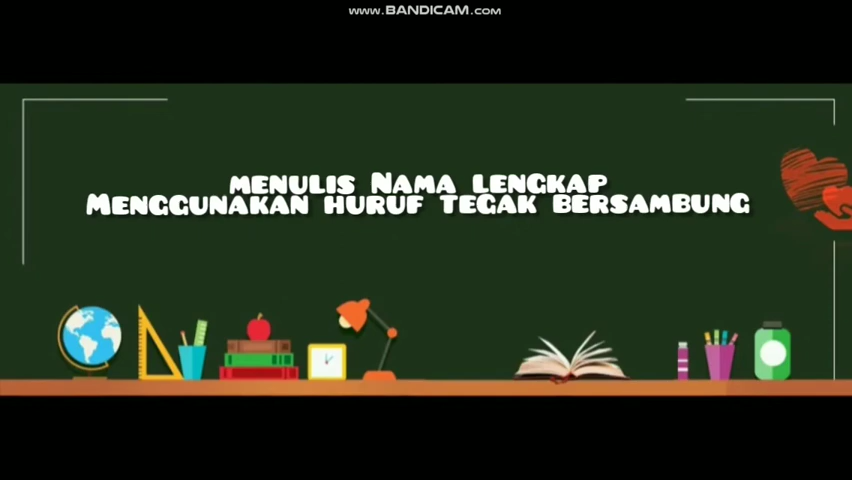 www.BANDICAM.com
MENULIS NAMA LENGKAP
MENGGUNAKAN HURUF TEGAK BERSAMBUNG